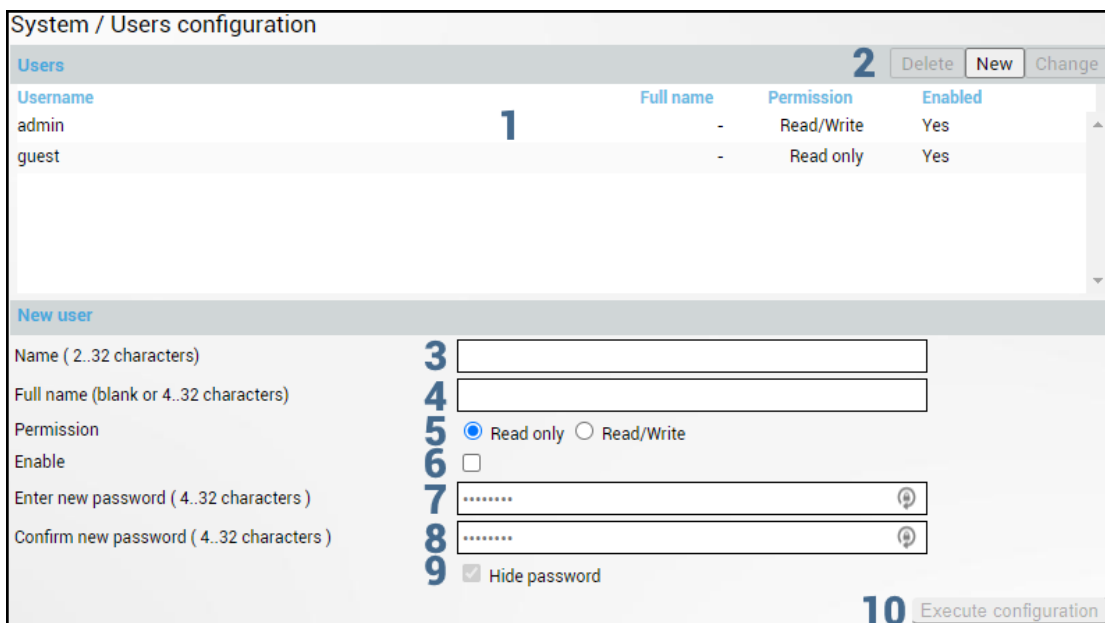 System / Users configuration
Users 2 Delete New Change
Username Full name Permission Enabled
admin 1 - Read/Write Yes
guest - Read only Yes
New user
Name ( 2..32 characters) 3
Full name (blank or 4..32 characters) 4
Permission 5 Read only Read/Write
Enable 6
Enter new password ( 4..32 characters ) 7 ••••••••
Confirm new password ( 4..32 characters ) 8 ••••••••
9 Hide password
10 Execute configuration